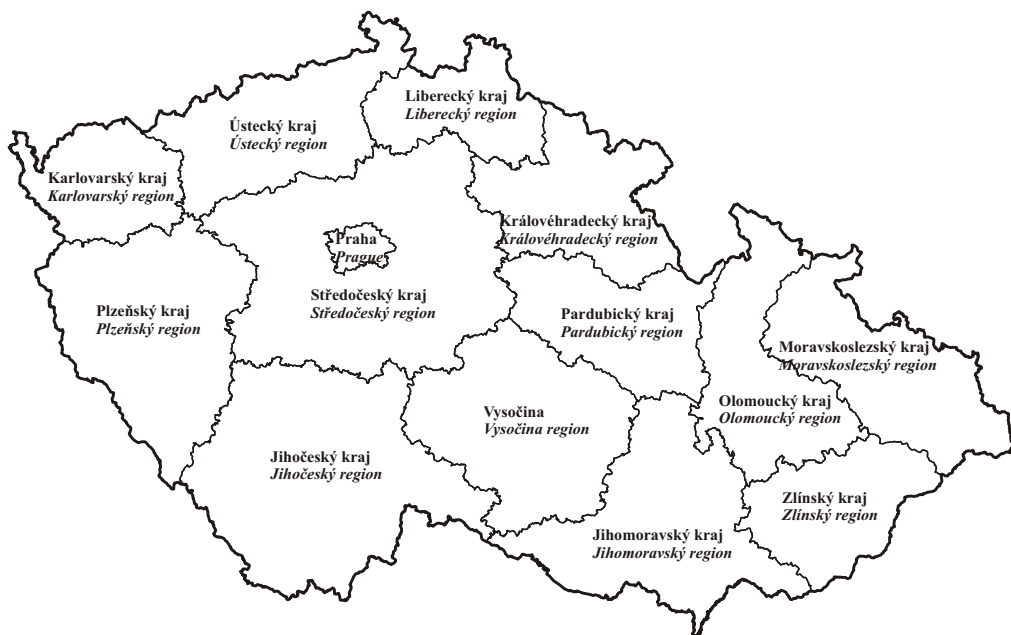 Liberecký kraj
Liberecký region
Ústecký kraj
Ústecký region
Karlovarský kraj
Karlovarský region
Královéhradecký kraj
Královéhradecký region
Praha
Prague
Středočeský kraj
Středočeský region
Plzeňský kraj
Plzeňský region
Pardubický kraj
Pardubický region
Moravskoslezský kraj
Moravskoslezský region
Olomoucký kraj
Olomoucký region
Vysočina
Vysočina region
Jihočeský kraj
Jihočeský region
Zlínský kraj
Zlínský region
Jihomoravský kraj
Jihomoravský region